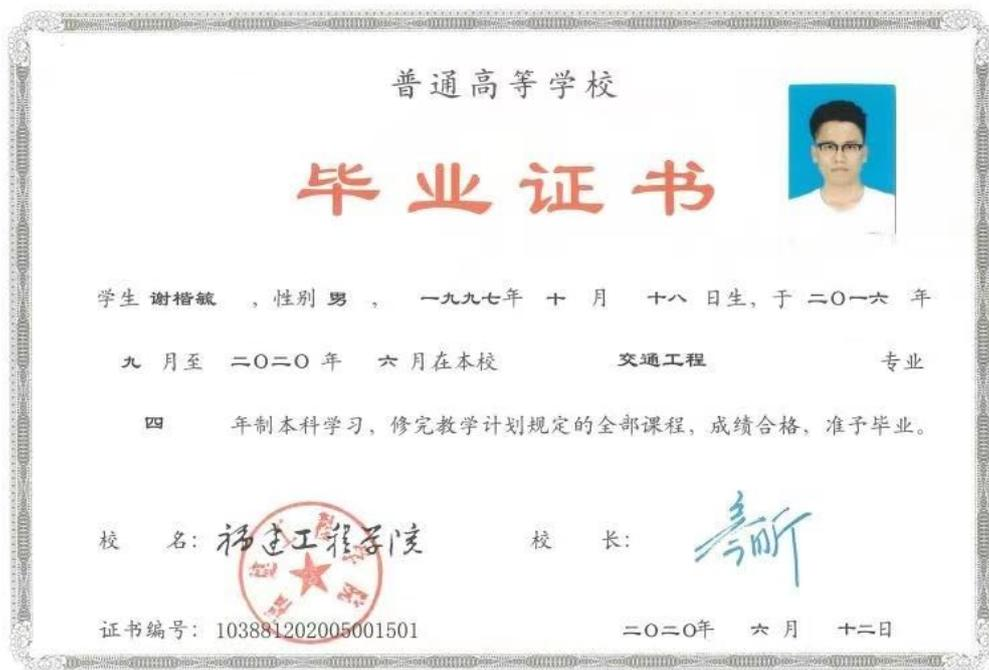 普通高等学校
毕业证书
学生 谢楷毓 ，性别 男 ， 一九九七年 十 月 十八 日生，于 二〇一六 年
九 月至 二〇二〇 年 六 月在本校 交通工程 专业
四 年制本科学习，修完教学计划规定的全部课程，成绩合格，准予毕业。
校 名：福建工程学院 校 长：
证书编号：103881202005001501 二〇二〇年 六 月 十二日